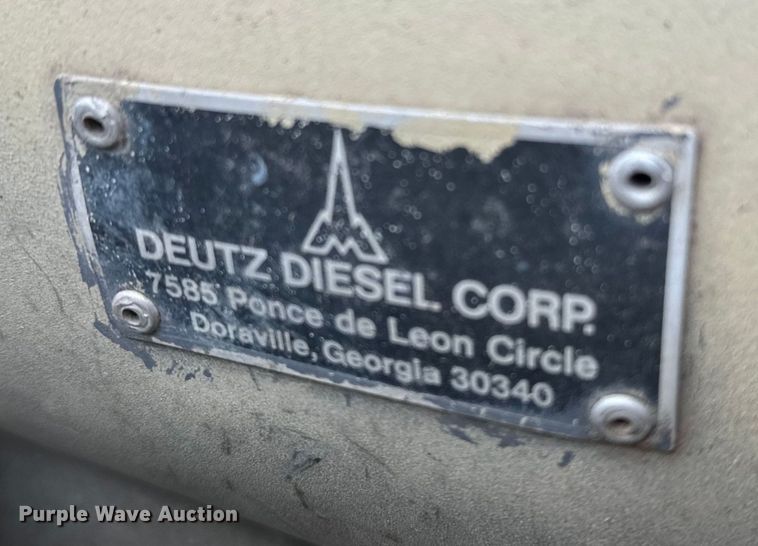 DEUTZ DIESEL CORP.
7585 Ponce de Leon Circle
Doraville, Georgia 30340
Purple Wave Auction